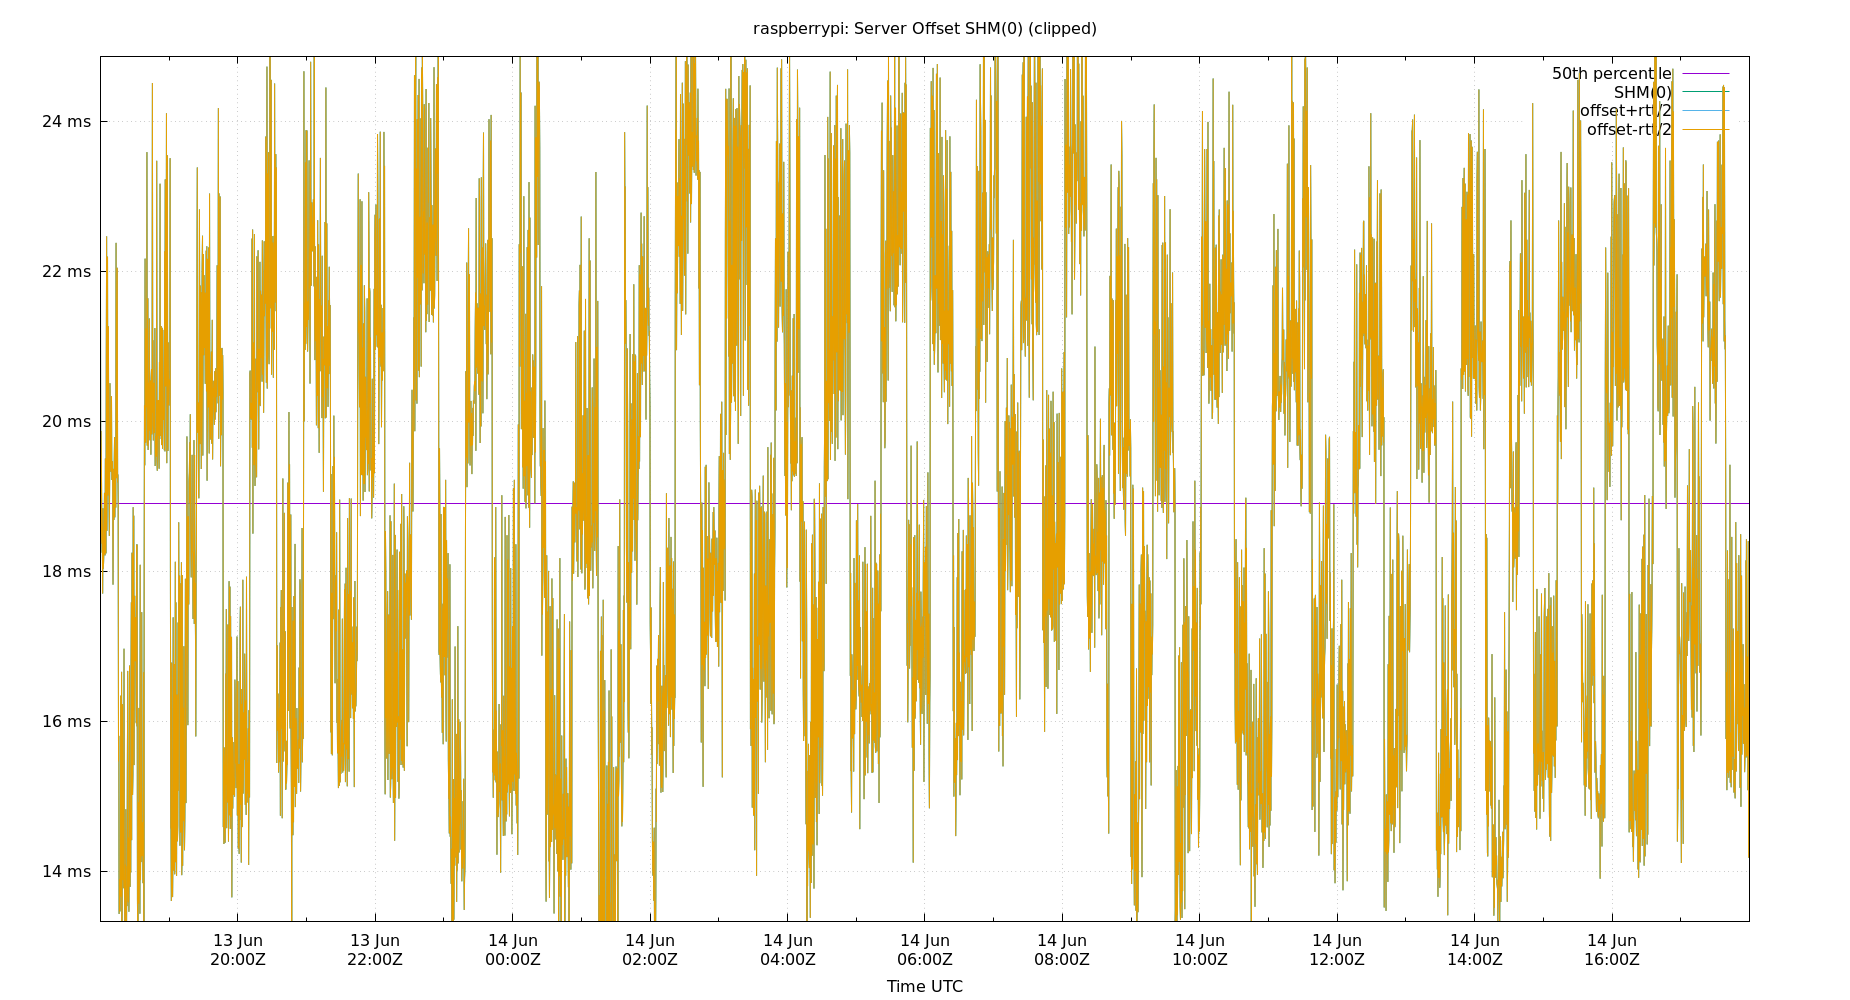 raspberrypi: Server Offset SHM(0) (clipped)
50th percentile
SHM(0)
offset+rtt/2
offset-rtt/2
24 ms
22 ms
20 ms
18 ms
16 ms
14 ms
13 Jun 13 Jun 14 Jun 14 Jun 14 Jun 14 Jun 14 Jun 14 Jun 14 Jun 14 Jun 14 Jun
20:00Z 22:00Z 00:00Z 02:00Z 04:00Z 06:00Z 08:00Z 10:00Z 12:00Z 14:00Z 16:00Z
Time UTC